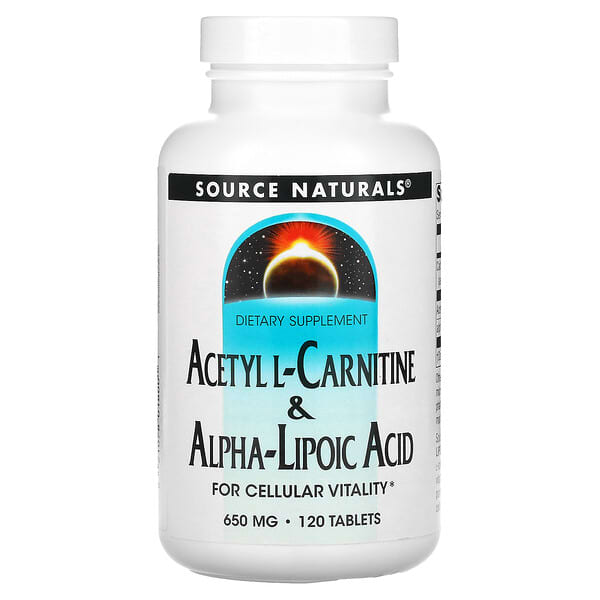 SOURCE NATURALS®
DIETARY SUPPLEMENT
ACETYL L-CARNITINE
&
ALPHA-LIPOIC ACID
FOR CELLULAR VITALITY*
650 MG • 120 TABLETS